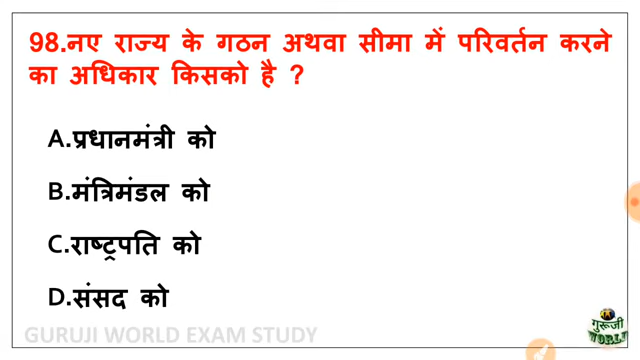 98.नए राज्य के गठन अथवा सीमा में परिवर्तन करने
का अधिकार किसको है ?
A.प्रधानमंत्री को
B.मंत्रिमंडल को
C.राष्ट्रपति को
D.संसद को
GURUJI WORLD EXAM STUDY
गुरूजी
WORLD